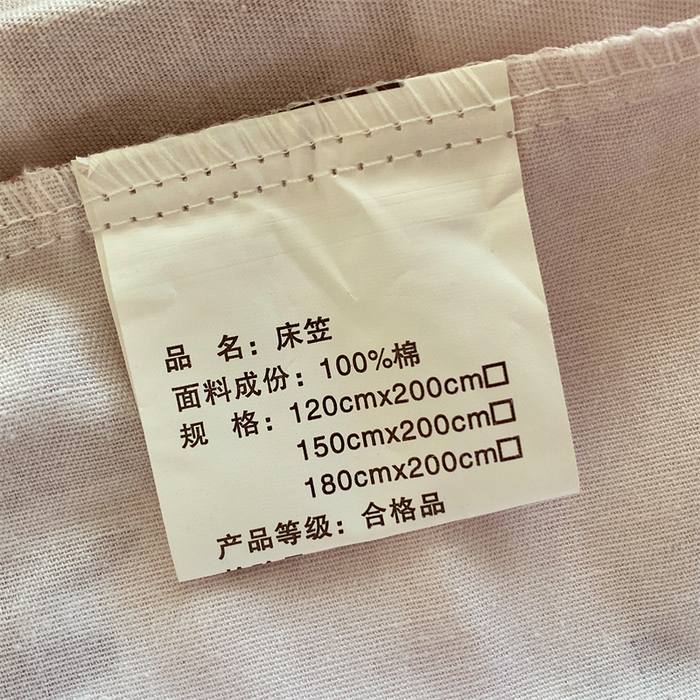 品 名：床笠
面料成份：100%棉
规 格：120cmx200cm□
150cmx200cm□
180cmx200cm□
产品等级：合格品